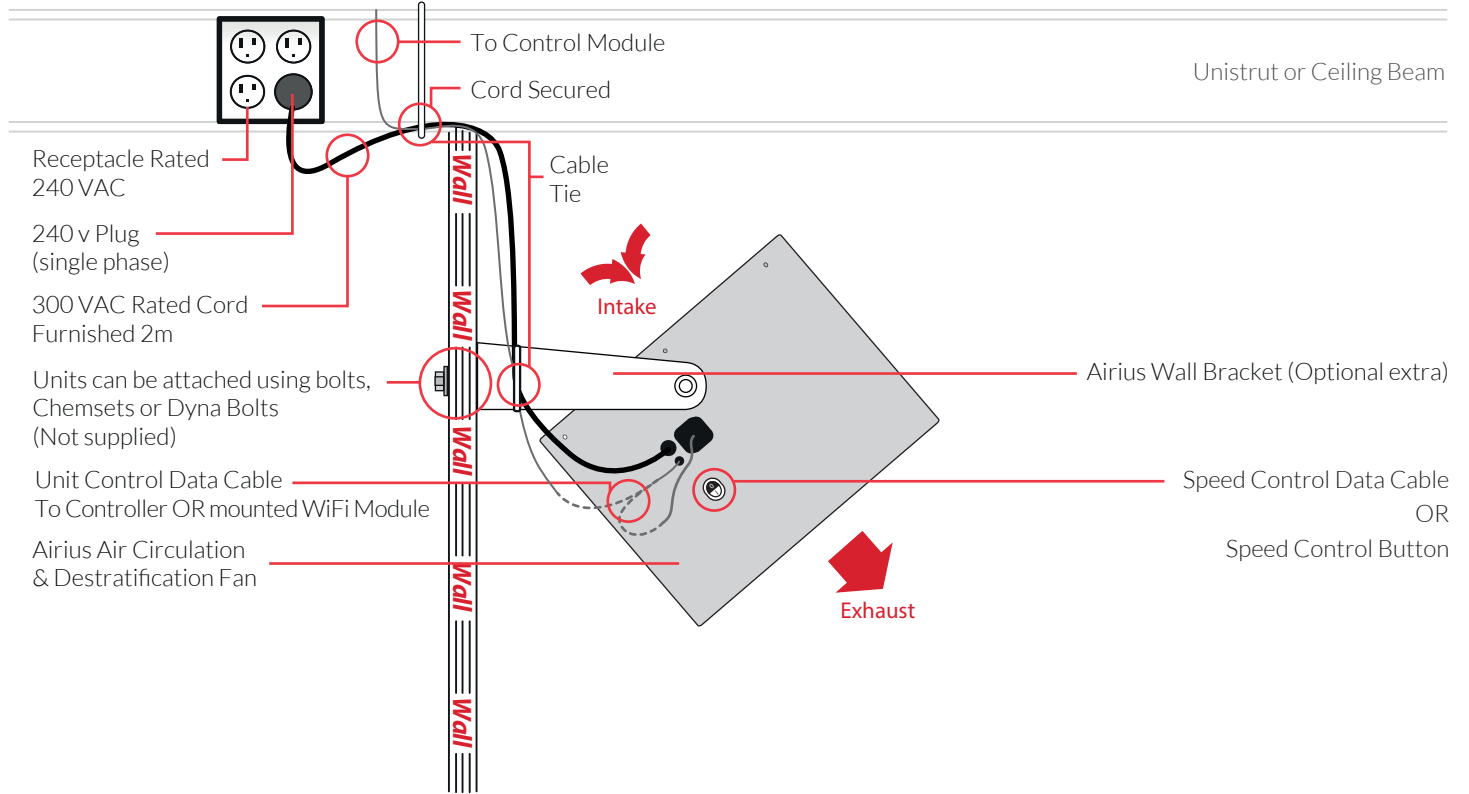 To Control Module
Cord Secured
Unistrut or Ceiling Beam
Receptacle Rated
240 VAC
240 v Plug
(single phase)
300 VAC Rated Cord
Furnished 2m
Units can be attached using bolts,
Chemsets or Dyna Bolts
(Not supplied)
Unit Control Data Cable
To Controller OR mounted WiFi Module
Airius Air Circulation
& Destratification Fan
Wall
Wall
Wall
Wall
Wall
Cable
Tie
Intake
Exhaust
Airius Wall Bracket (Optional extra)
Speed Control Data Cable
OR
Speed Control Button